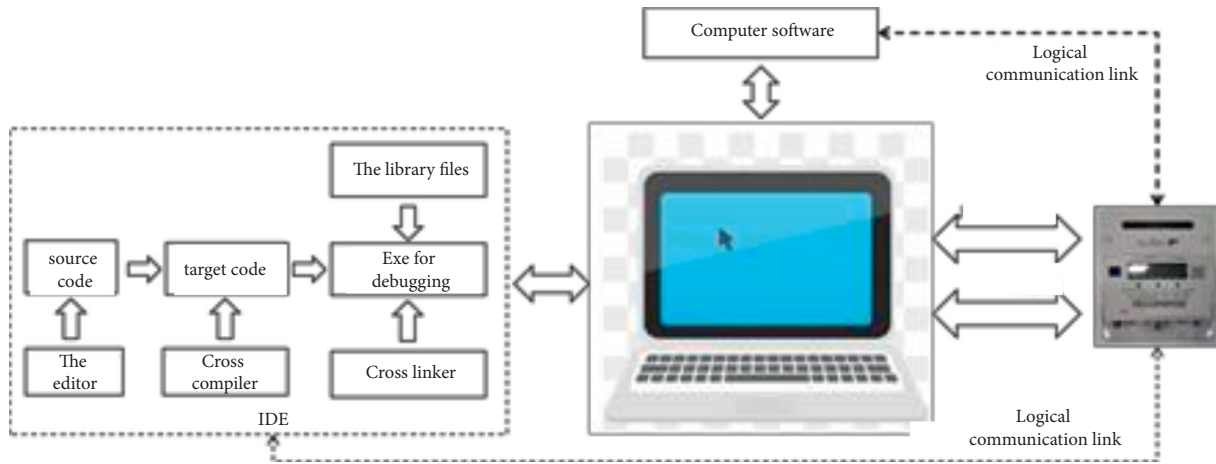 Computer software
Logical
communication link
The library files
source
code
target code
Exe for
debugging
The
editor
Cross
compiler
Cross linker
IDE
Logical
communication link